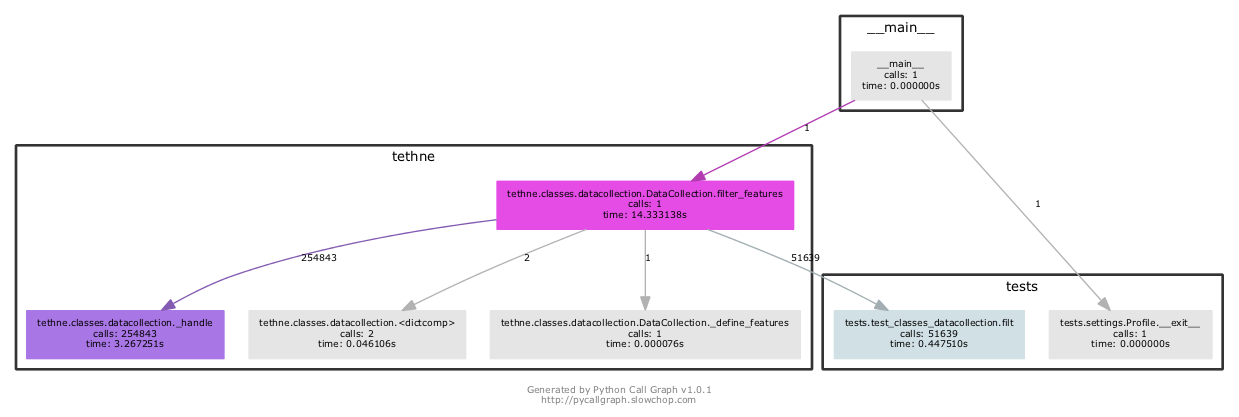 __main__
__main__
calls: 1
time: 0.000000s
1
tethne
tethne.classes.datacollection.DataCollection.filter_features
calls: 1
time: 14.333138s
1
254843
2
1
51639
tests
tethne.classes.datacollection._handle
calls: 254843
time: 3.267251s
tethne.classes.datacollection.<dictcomp>
calls: 2
time: 0.046106s
tethne.classes.datacollection.DataCollection._define_features
calls: 1
time: 0.000076s
tests.test_classes_datacollection.filt
calls: 51639
time: 0.447510s
tests.settings.Profile.__exit__
calls: 1
time: 0.000000s
Generated by Python Call Graph v1.0.1
http://pycallgraph.slowchop.com